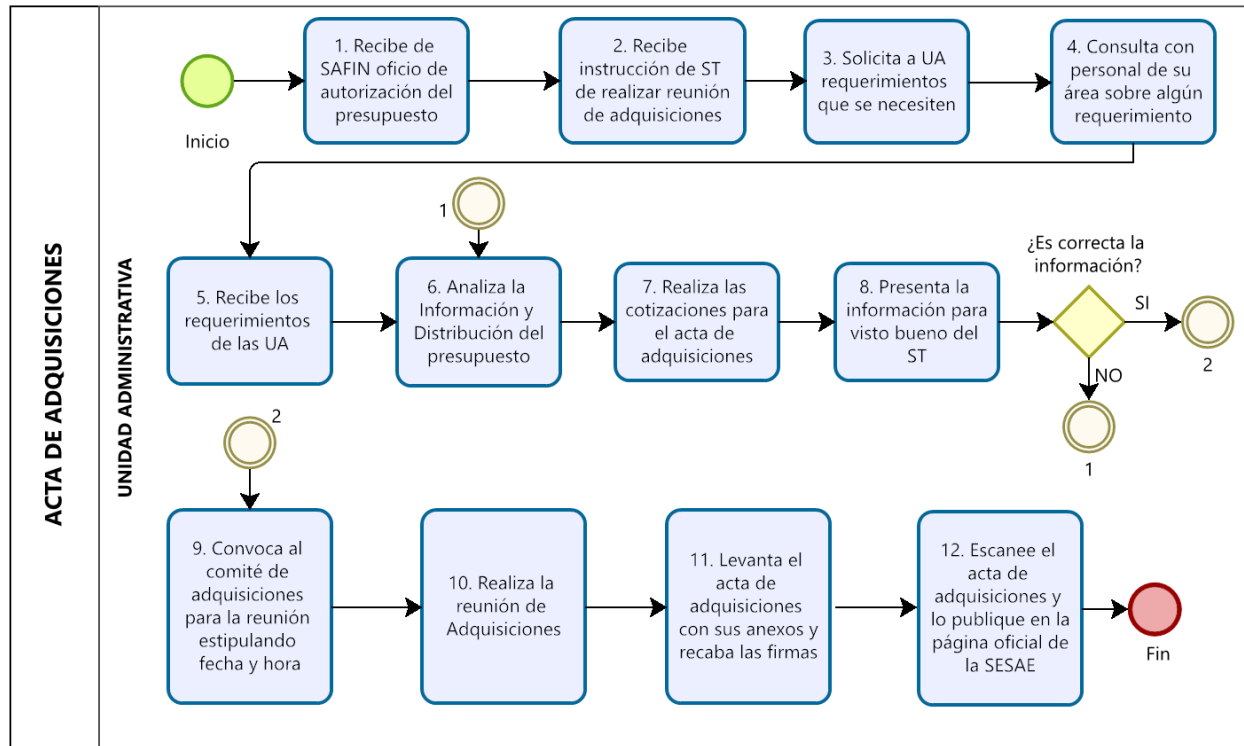 ACTA DE ADQUISICIONES
UNIDAD ADMINISTRATIVA
Inicio
1. Recibe de
SAFIN oficio de
autorización del
presupuesto
2. Recibe
instrucción de ST
de realizar reunión
de adquisiciones
3. Solicita a UA
requerimientos
que se necesiten
4. Consulta con
personal de su
área sobre algún
requerimiento
5. Recibe los
requerimientos
de las UA
1
6. Analiza la
Información y
Distribución del
presupuesto
7. Realiza las
cotizaciones para
el acta de
adquisiciones
8. Presenta la
información para
visto bueno del
ST
¿Es correcta la
información?
SI
2
NO
1
2
9. Convoca al
comité de
adquisiciones
para la reunión
estipulando
fecha y hora
10. Realiza la
reunión de
Adquisiciones
11. Levanta el
acta de
adquisiciones
con sus anexos y
recaba las firmas
12. Escanee el
acta de
adquisiciones y
lo publique en la
página oficial de
la SESAE
Fin